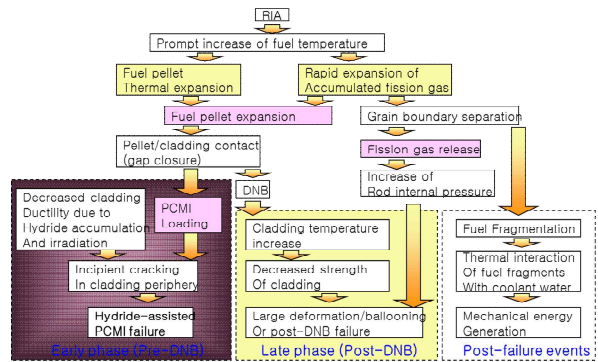 RIA
Prompt increase of fuel temperature
Fuel pellet
Thermal expansion
Rapid expansion of
Accumulated fission gas
Fuel pellet expansion
Grain boundary separation
Pellet/cladding contact
(gap closure)
Fission gas release
DNB
Increase of
Rod internal pressure
Decreased cladding
Ductility due to
Hydride accumulation
And irradiation
PCMI
Loading
Cladding temperature
increase
Fuel Fragmentation
Incipient cracking
In cladding periphery
Decreased strength
Of cladding
Thermal interaction
Of fuel fragmonts
With coolant water
Hydride-assisted
PCMI failure
Large deformation/ballooning
Or post-DNB failure
Mechanical energy
Generation
Early phase (Pre-DNB)
Late phase (Post-DNB)
Post-failure events